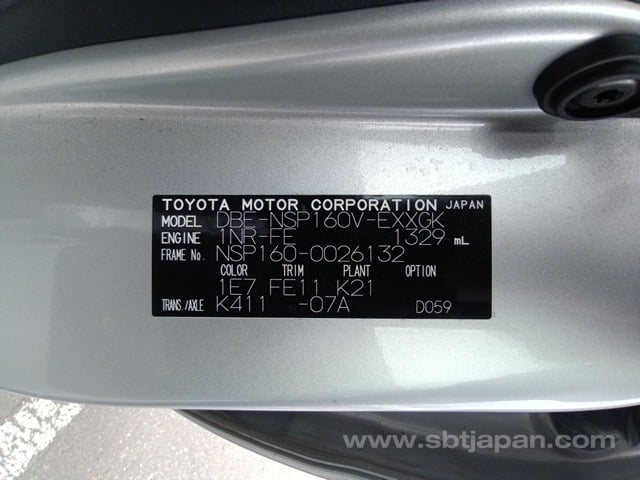 TOYOTA MOTOR CORPORATION JAPAN
MODEL DBE-NSP160V-EXXGK
ENGINE 1NR-FE 1329 mL
FRAME No. NSP160-0026132
COLOR TRIM PLANT OPTION
1E7 FE11 K21
TRANS./AXLE K411 -07A D059
www.sbtjapan.com